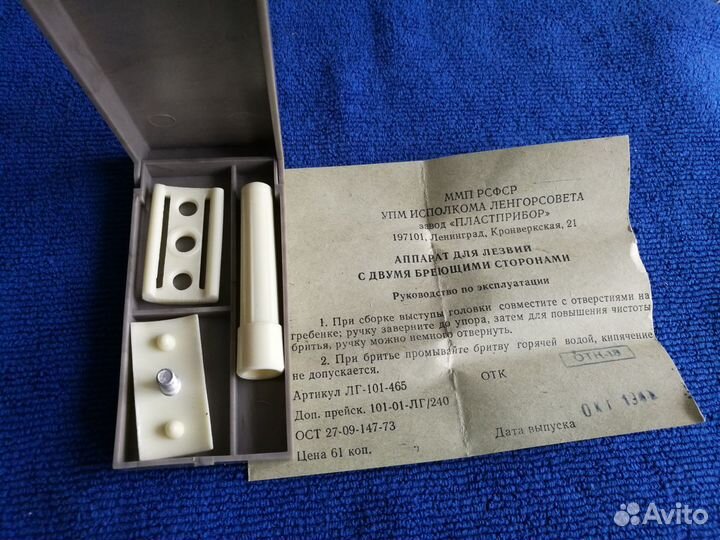 ММП РСФСР
УПМ ИСПОЛКОМА ЛЕНГОРСОВЕТА
завод «ПЛАСТПРИБОР»
197101, Ленинград, Кронверкская, 21
АППАРАТ ДЛЯ ЛЕЗВИЙ
С ДВУМЯ БРЕЮЩИМИ СТОРОНАМИ
Руководство по эксплуатации
1. При сборке выступы головки совместите с отверстиями на
гребенке; ручку заверните до упора, затем для повышения чистоты
бритья, ручку можно немного отвернуть.
2. При бритье промывайте бритву горячей водой, кипячение
не допускается.
Артикул ЛГ-101-465
ОТК
ОТК-18
Доп. прейск. 101-01-ЛГ/240
ОСТ 27-09-147-73
Дата выпуска
ОКТ
Цена 61 коп.
Avito